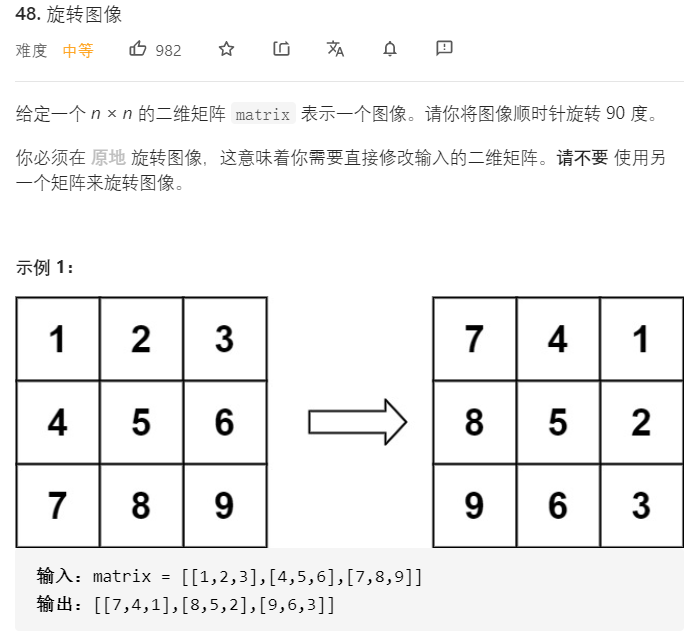 48. 旋转图像
难度 中等 982
给定一个 n × n 的二维矩阵 matrix 表示一个图像。请你将图像顺时针旋转 90 度。
你必须在 原地 旋转图像，这意味着你需要直接修改输入的二维矩阵。请不要 使用另
一个矩阵来旋转图像。
示例 1：
1 2 3 7 4 1
4 5 6 8 5 2
7 8 9 9 6 3
输入：matrix = [[1,2,3],[4,5,6],[7,8,9]]
输出：[[7,4,1],[8,5,2],[9,6,3]]